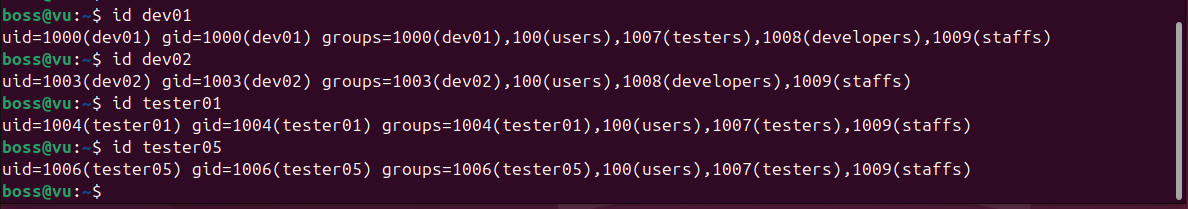 boss@vu:~$ id dev01
uid=1000(dev01) gid=1000(dev01) groups=1000(dev01),100(users),1007(testers),1008(developers),1009(staffs)
boss@vu:~$ id dev02
uid=1003(dev02) gid=1003(dev02) groups=1003(dev02),100(users),1008(developers),1009(staffs)
boss@vu:~$ id tester01
uid=1004(tester01) gid=1004(tester01) groups=1004(tester01),100(users),1007(testers),1009(staffs)
boss@vu:~$ id tester05
uid=1006(tester05) gid=1006(tester05) groups=1006(tester05),100(users),1007(testers),1009(staffs)
boss@vu:~$